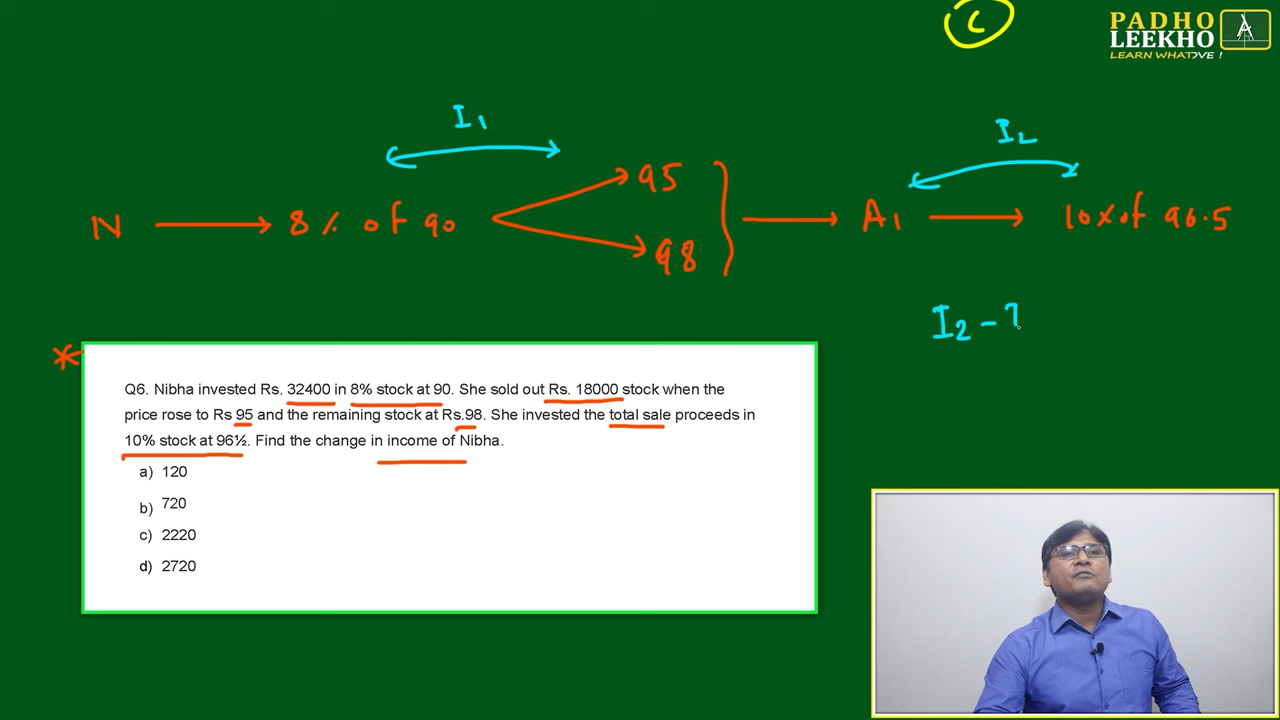 C
PADHO
LEEKHO
LEARN WHAT
OVE !
I1
I2
N → 8% of 90
95
98
A1 → 10% of 96.5
I2 - ?
*
Q6. Nibha invested Rs. 32400 in 8% stock at 90. She sold out Rs. 18000 stock when the
price rose to Rs 95 and the remaining stock at Rs.98. She invested the total sale proceeds in
10% stock at 96½. Find the change in income of Nibha.
a) 120
b) 720
c) 2220
d) 2720